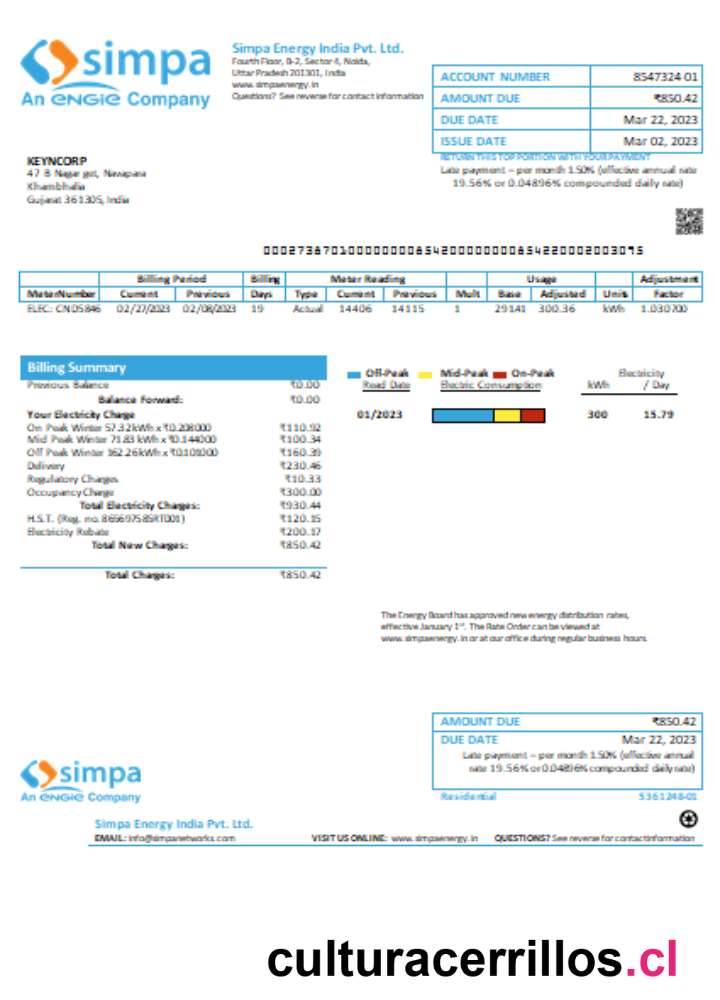 simpa
An ENGIE Company
Simpa Energy India Pvt. Ltd.
Fourth Floor, B-2, Sector 4, Noida,
Uttar Pradesh 201301, India
www.simpaenergy.in
Questions? See reverse for contact information
ACCOUNT NUMBER 8547324-01
AMOUNT DUE ₹850.42
DUE DATE Mar 22, 2023
ISSUE DATE Mar 02, 2023
RETURN THIS TOP PORTION WITH YOUR PAYMENT
Late payment – per month 1.50% (effective annual rate
19.56% or 0.04896% compounded daily rate)
KEYNCORP
47 B Nagar get, Navapara
Khambhalia
Gujarat 361305, India
Billing Period Billing Meter Reading Usage Adjustment
MeterNumber Current Previous Days Type Current Previous Mult Base Adjusted Units Factor
ELEC: CND5846 02/27/2023 02/08/2023 19 Actual 14406 14115 1 29141 300.36 kWh 1.030700
Billing Summary
Previous Balance ₹0.00
Balance Forward: ₹0.00
Your Electricity Charge
On Peak Winter 57.32kWh x ₹0.208000 ₹110.92
Mid Peak Winter 71.83 kWh x ₹0.144000 ₹100.34
Off Peak Winter 162.26kWh x ₹0.101000 ₹160.39
Delivery ₹230.46
Regulatory Charges ₹10.33
Occupancy Charge ₹300.00
Total Electricity Charges: ₹930.44
H.S.T. (Reg. no. 865697585RT001) ₹120.15
Electricity Rebate ₹200.17
Total New Charges: ₹850.42
Total Charges: ₹850.42
Off-Peak Mid-Peak On-Peak Electricity
Read Date Electric Consumption kWh / Day
01/2023 300 15.79
The Energy Board has approved new energy distribution rates,
effective January 1st. The Rate Order can be viewed at
www.simpaenergy.in or at our office during regular business hours.
AMOUNT DUE ₹850.42
DUE DATE Mar 22, 2023
Late payment – per month 1.50% (effective annual
rate 19.56% or 0.04896% compounded daily rate)
Residential 5361248-01
simpa
An ENGIE Company
Simpa Energy India Pvt. Ltd.
EMAIL: info@simpanetworks.com VISIT US ONLINE: www.simpaenergy.in QUESTIONS? See reverse for contact information
culturacerrillos.cl